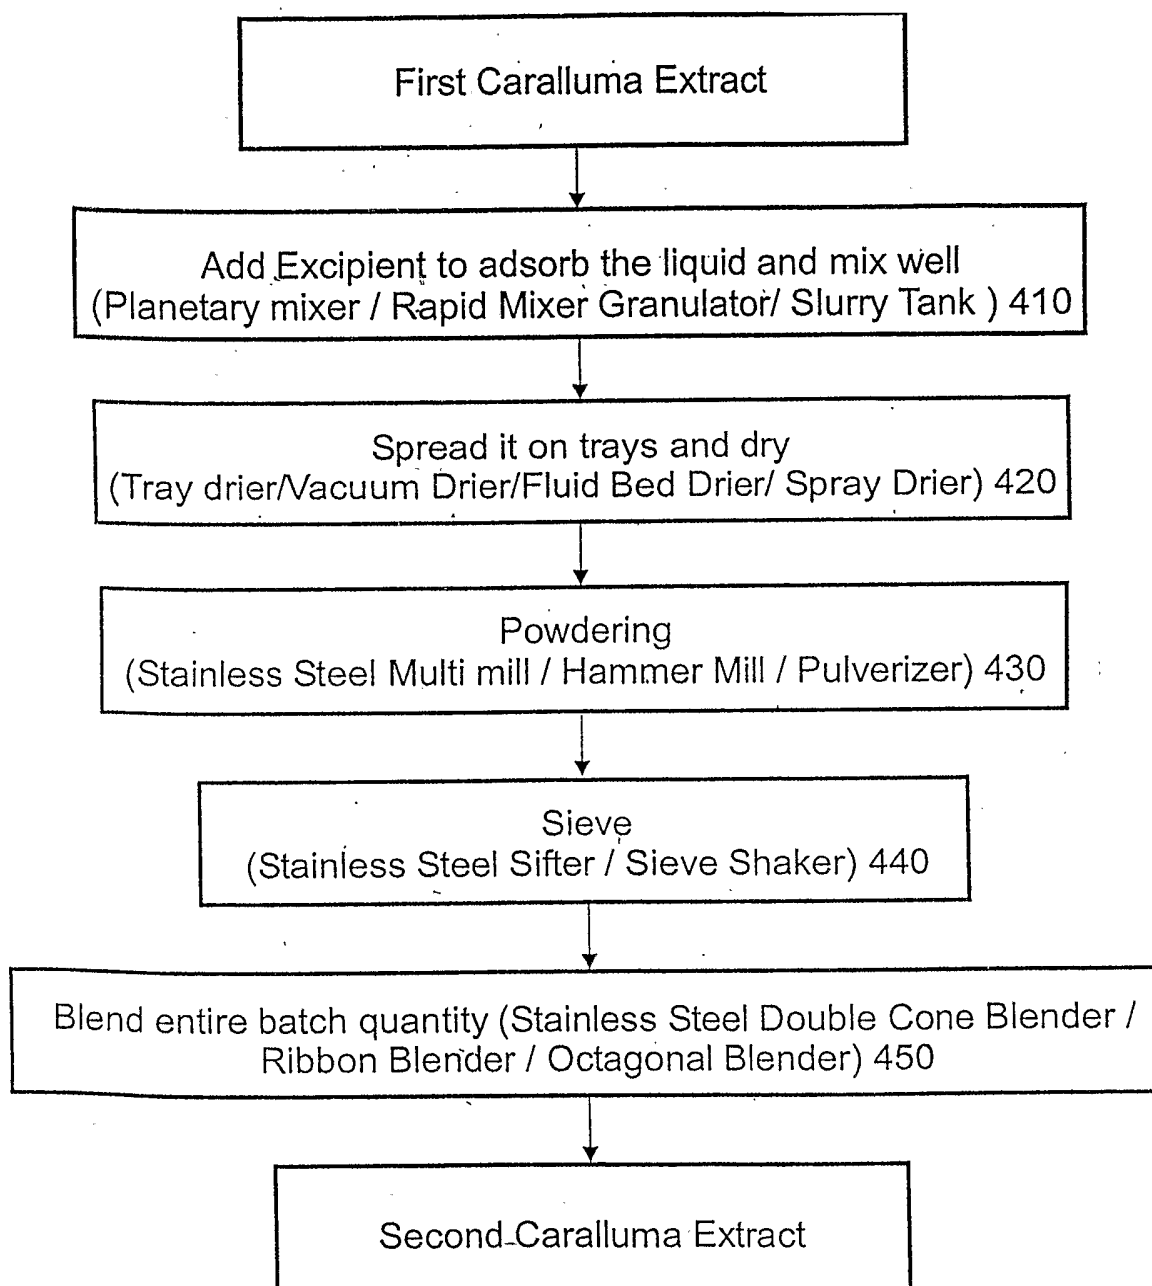 First Caralluma Extract
Add Excipient to adsorb the liquid and mix well
(Planetary mixer / Rapid Mixer Granulator/ Slurry Tank ) 410
Spread it on trays and dry
(Tray drier/Vacuum Drier/Fluid Bed Drier/ Spray Drier) 420
Powdering
(Stainless Steel Multi mill / Hammer Mill / Pulverizer) 430
Sieve
(Stainless Steel Sifter / Sieve Shaker) 440
Blend entire batch quantity (Stainless Steel Double Cone Blender /
Ribbon Blender / Octagonal Blender) 450
Second Caralluma Extract